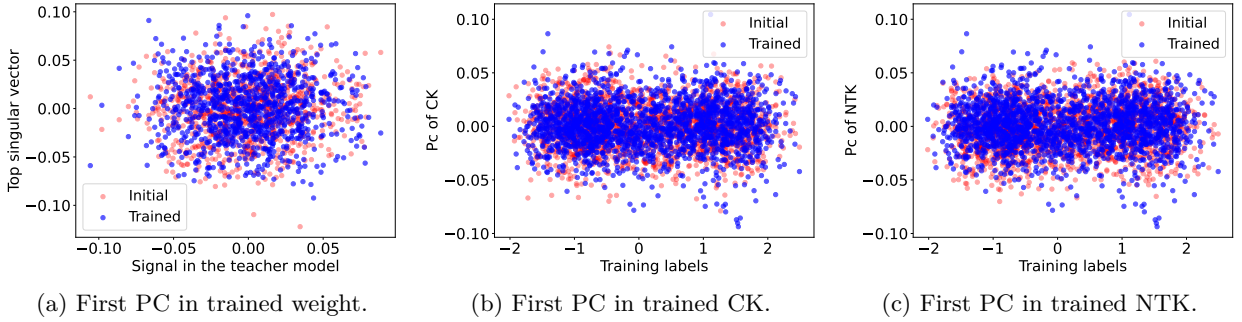 Top singular vector
0.10
0.05
0.00
−0.05
−0.10
Initial
Trained
−0.10
−0.05
0.00
0.05
Signal in the teacher model
(a) First PC in trained weight.
Pc of CK
0.10
0.05
0.00
−0.05
−0.10
Initial
Trained
−2
−1
0
1
2
Training labels
(b) First PC in trained CK.
Pc of NTK
0.10
0.05
0.00
−0.05
−0.10
Initial
Trained
−2
−1
0
1
2
Training labels
(c) First PC in trained NTK.